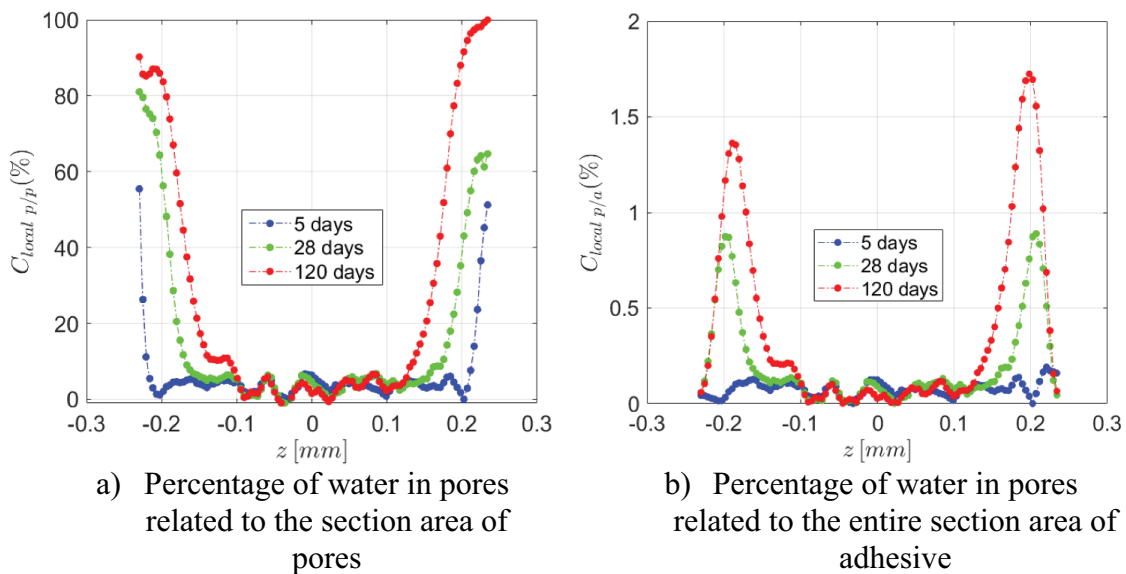 100
80
60
40
20
0
C_{local p/p}(%)
5 days
28 days
120 days
-0.3 -0.2 -0.1 0 0.1 0.2 0.3
z [mm]
a) Percentage of water in pores
related to the section area of
pores
2
1.5
1
0.5
0
C_{local p/a}(%)
5 days
28 days
120 days
-0.3 -0.2 -0.1 0 0.1 0.2 0.3
z [mm]
b) Percentage of water in pores
related to the entire section area of
adhesive